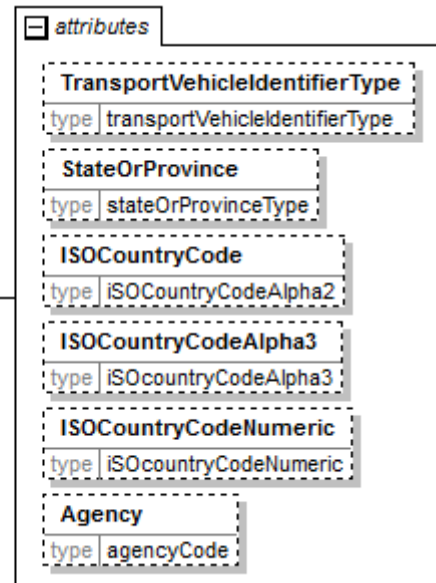 attributes
TransportVehicleIdentifierType
type transportVehicleIdentifierType
StateOrProvince
type stateOrProvinceType
ISOCountryCode
type iSOCountryCodeAlpha2
ISOCountryCodeAlpha3
type iSOcountryCodeAlpha3
ISOCountryCodeNumeric
type iSOcountryCodeNumeric
Agency
type agencyCode